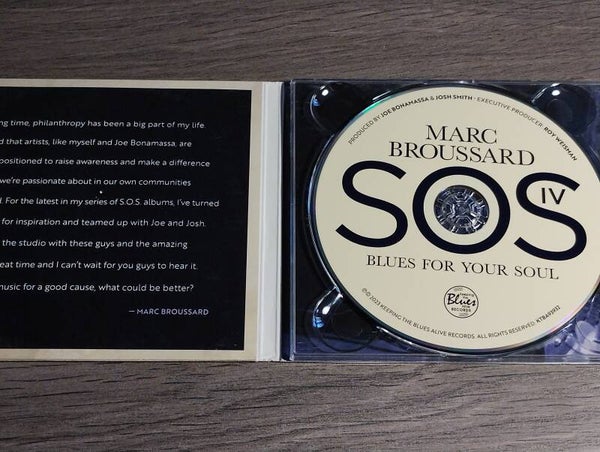 ng time, philanthropy has been a big part of my life.
d that artists, like myself and Joe Bonamassa, are
positioned to raise awareness and make a difference
we're passionate about in our own communities
d. For the latest in my series of S.O.S. albums, I've turned
for inspiration and teamed up with Joe and Josh.
the studio with these guys and the amazing
eat time and I can't wait for you guys to hear it.
music for a good cause, what could be better?
— MARC BROUSSARD
PRODUCED BY JOE BONAMASSA & JOSH SMITH · EXECUTIVE PRODUCER ROY WEISMAN
MARC
BROUSSARD
SOS IV
BLUES FOR YOUR SOUL
Blues
RECORDS
℗© 2023 KEEPING THE BLUES ALIVE RECORDS. ALL RIGHTS RESERVED. KTBA93932